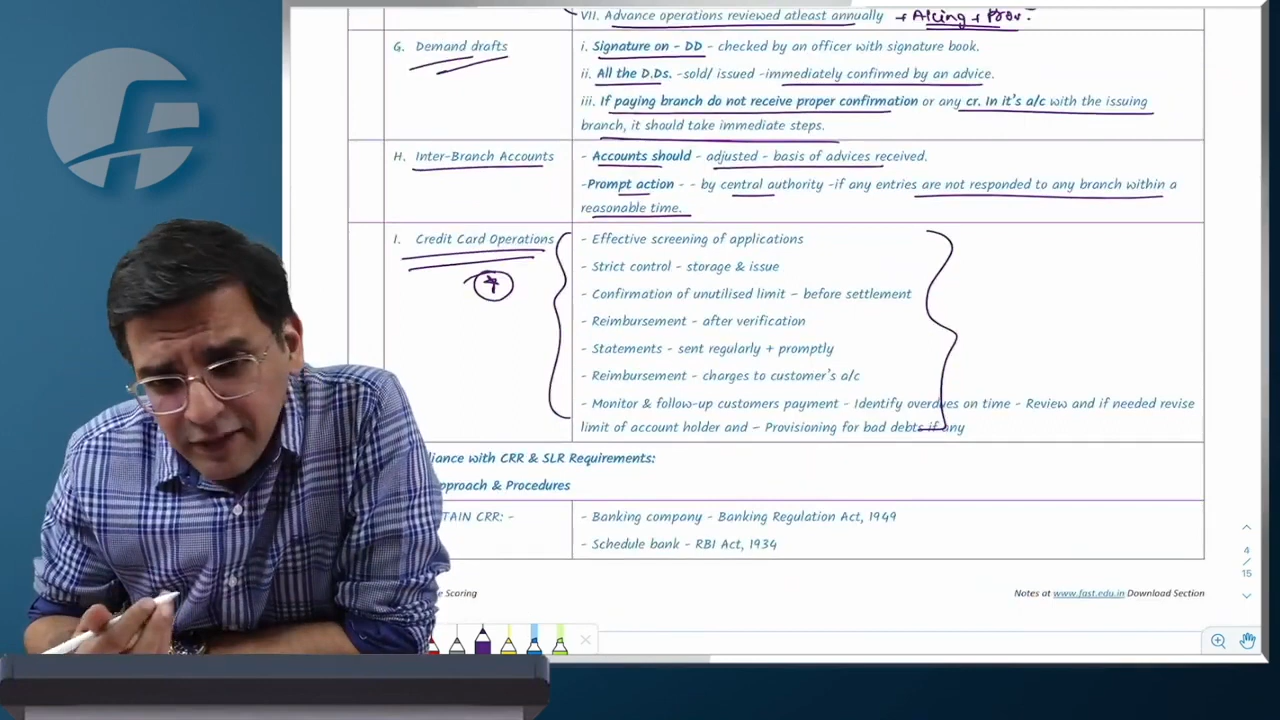 VII. Advance operations reviewed atleast annually → Alcing + Prov.
G. Demand drafts
i. Signature on - DD - checked by an officer with signature book.
ii. All the D.Ds. -sold/ issued -immediately confirmed by an advice.
iii. If paying branch do not receive proper confirmation or any cr. In it's a/c with the issuing
branch, it should take immediate steps.
H. Inter-Branch Accounts
- Accounts should - adjusted - basis of advices received.
-Prompt action - - by central authority -if any entries are not responded to any branch within a
reasonable time.
I. Credit Card Operations
7
- Effective screening of applications
- Strict control - storage & issue
- Confirmation of unutilised limit – before settlement
- Reimbursement - after verification
- Statements - sent regularly + promptly
- Reimbursement - charges to customer's a/c
- Monitor & follow-up customers payment - Identify overdues on time - Review and if needed revise
limit of account holder and – Provisioning for bad debts if any
liance with CRR & SLR Requirements:
pproach & Procedures
TAIN CRR: -
- Banking company - Banking Regulation Act, 1949
- Schedule bank - RBI Act, 1934
e Scoring
Notes at www.fast.edu.in Download Section
4
/
15